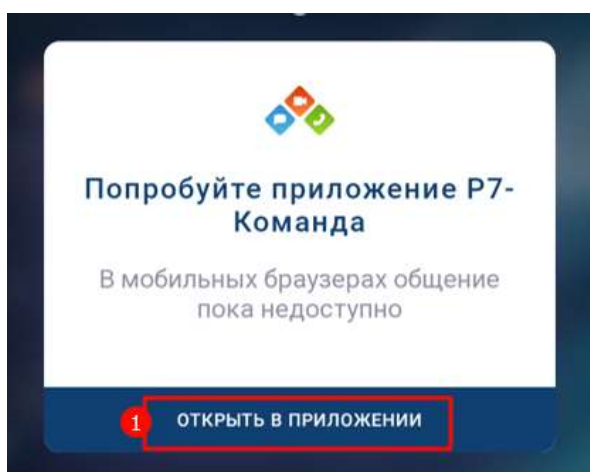 Попробуйте приложение Р7-
Команда
В мобильных браузерах общение
пока недоступно
1 ОТКРЫТЬ В ПРИЛОЖЕНИИ